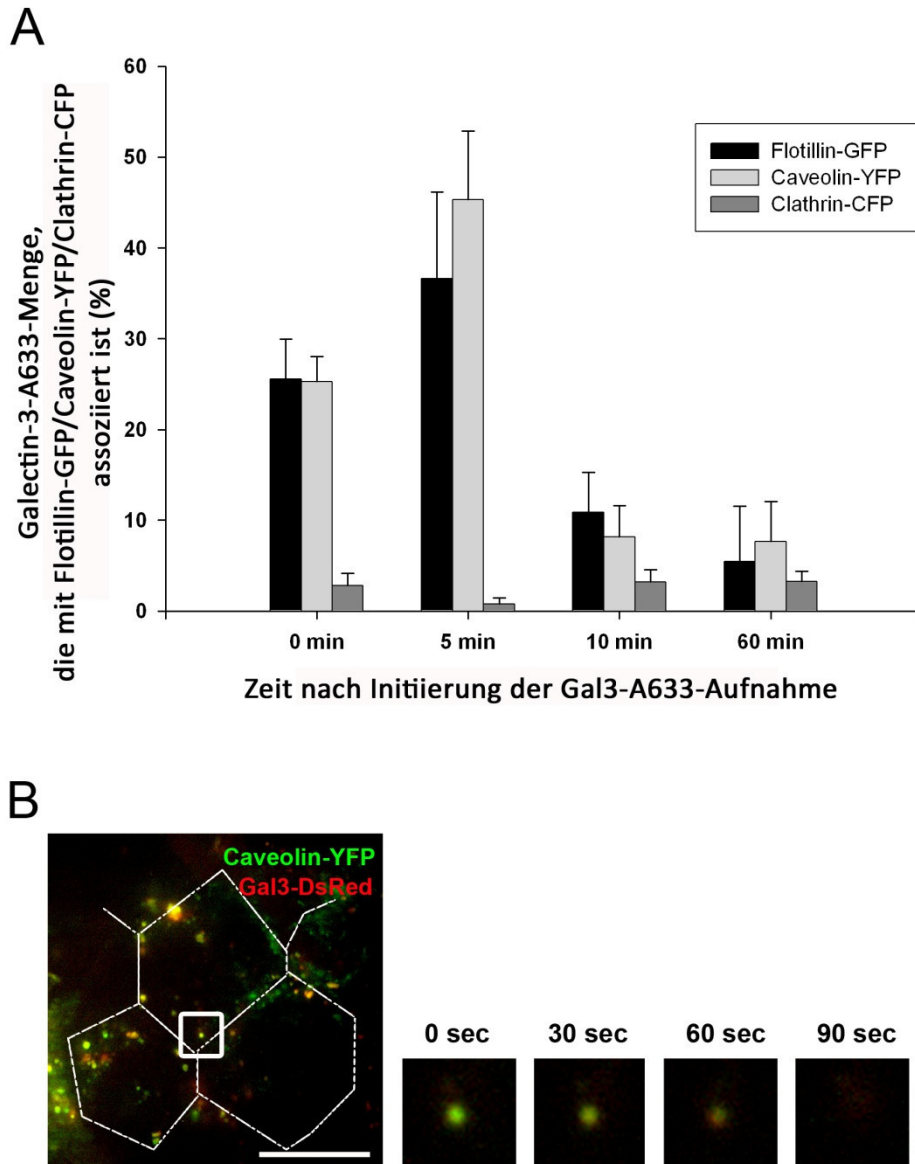 A
Galectin-3-A633-Menge,
die mit Flotillin-GFP/Caveolin-YFP/Clathrin-CFP
assoziiert ist (%)
60
50
40
30
20
10
0
Flotillin-GFP
Caveolin-YFP
Clathrin-CFP
0 min
5 min
10 min
60 min
Zeit nach Initiierung der Gal3-A633-Aufnahme
B
Caveolin-YFP
Gal3-DsRed
0 sec
30 sec
60 sec
90 sec